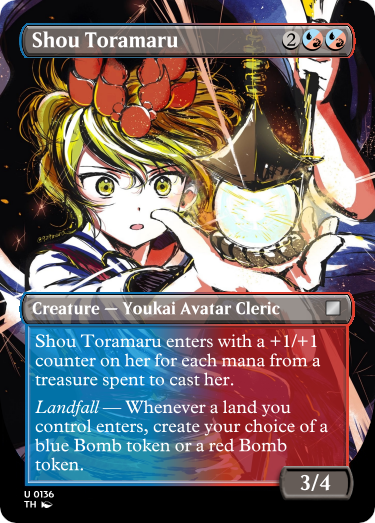 Shou Toramaru 2
Creature — Youkai Avatar Cleric
Shou Toramaru enters with a +1/+1
counter on her for each mana from a
treasure spent to cast her.
Landfall — Whenever a land you
control enters, create your choice of a
blue Bomb token or a red Bomb
token.
3/4
U 0136
TH